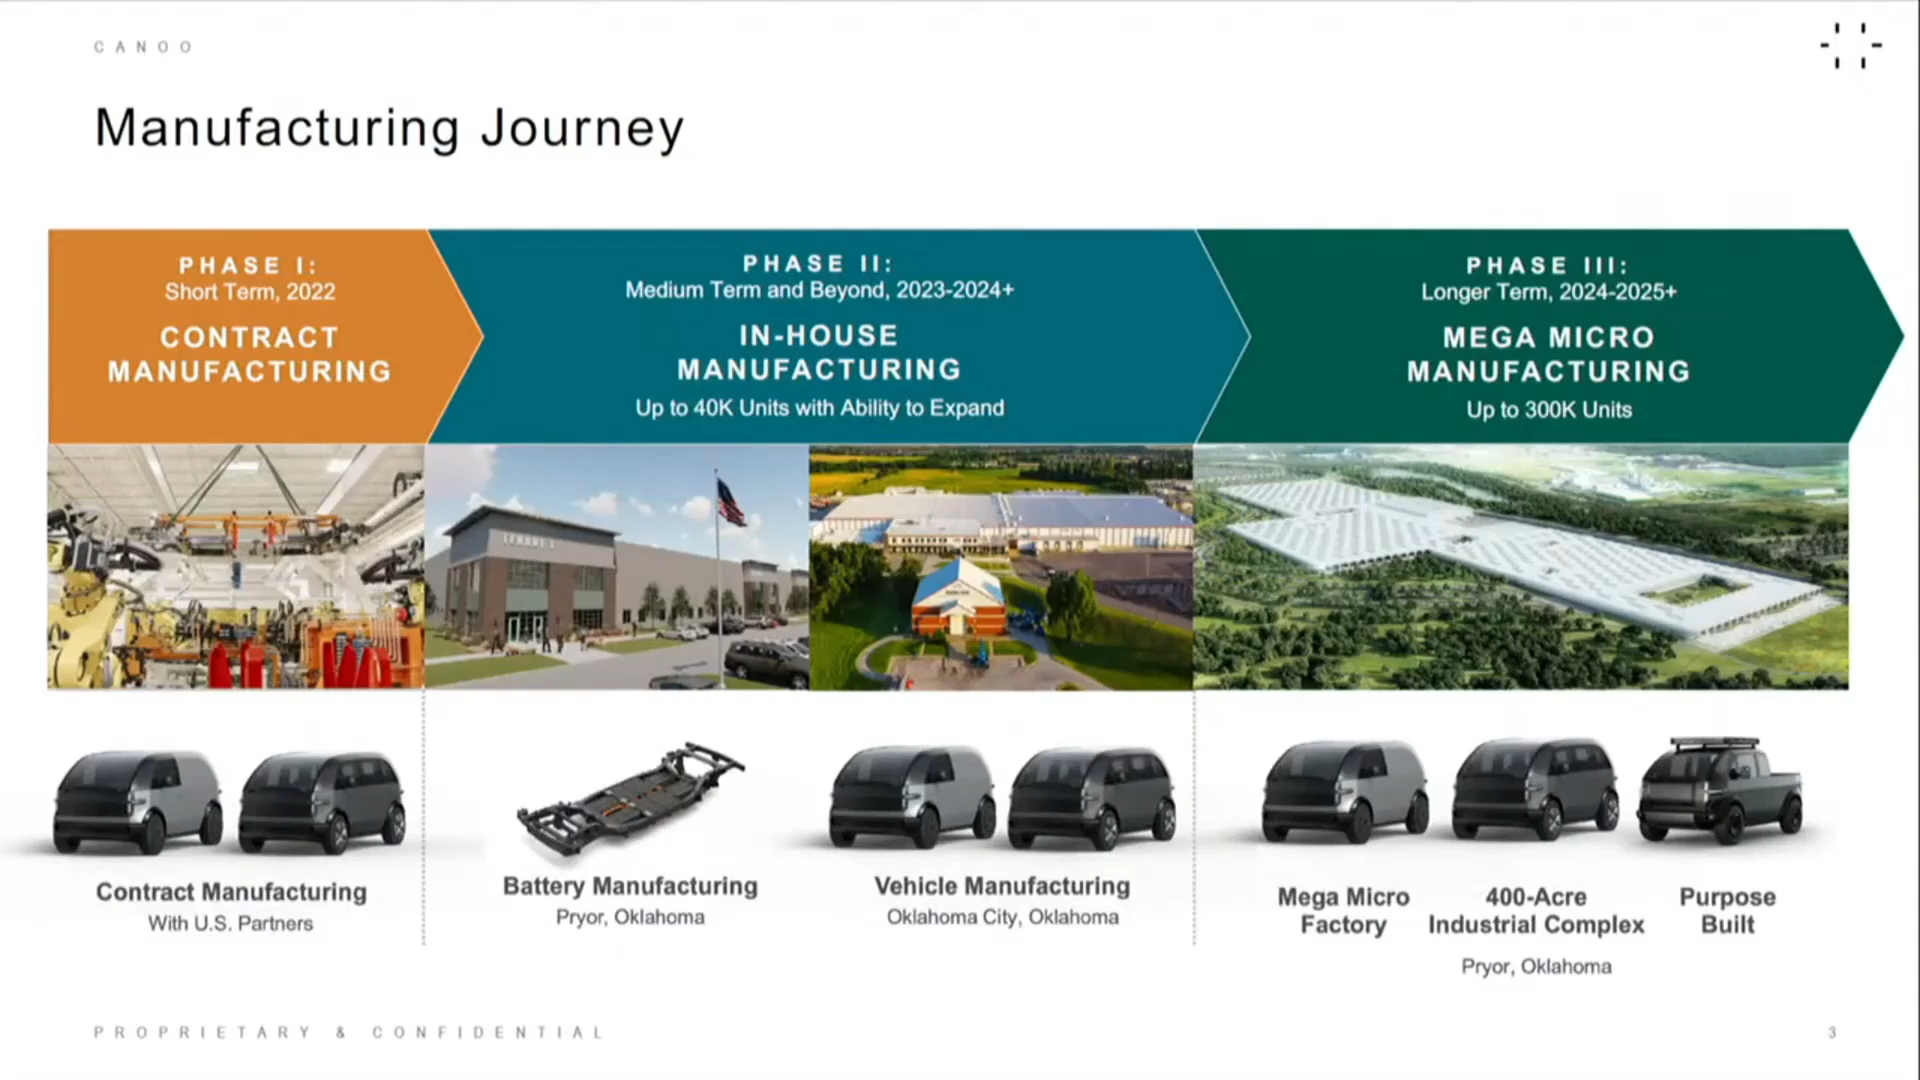 CANOO
Manufacturing Journey
PHASE I:
Short Term, 2022
CONTRACT
MANUFACTURING
PHASE II:
Medium Term and Beyond, 2023-2024+
IN-HOUSE
MANUFACTURING
Up to 40K Units with Ability to Expand
PHASE III:
Longer Term, 2024-2025+
MEGA MICRO
MANUFACTURING
Up to 300K Units
Contract Manufacturing
With U.S. Partners
Battery Manufacturing
Pryor, Oklahoma
Vehicle Manufacturing
Oklahoma City, Oklahoma
Mega Micro
Factory
400-Acre
Industrial Complex
Purpose
Built
Pryor, Oklahoma
PROPRIETARY & CONFIDENTIAL
3